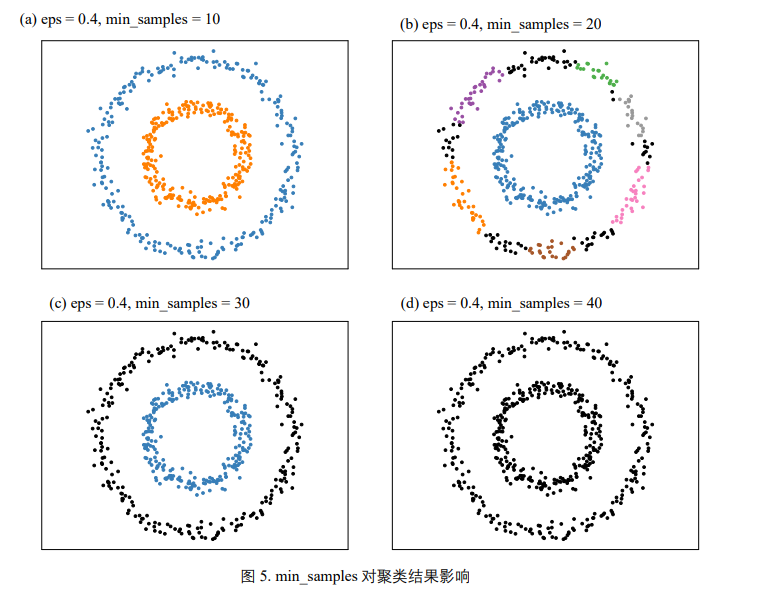 (a) eps = 0.4, min_samples = 10
(b) eps = 0.4, min_samples = 20
(c) eps = 0.4, min_samples = 30
(d) eps = 0.4, min_samples = 40
图 5. min_samples 对聚类结果影响